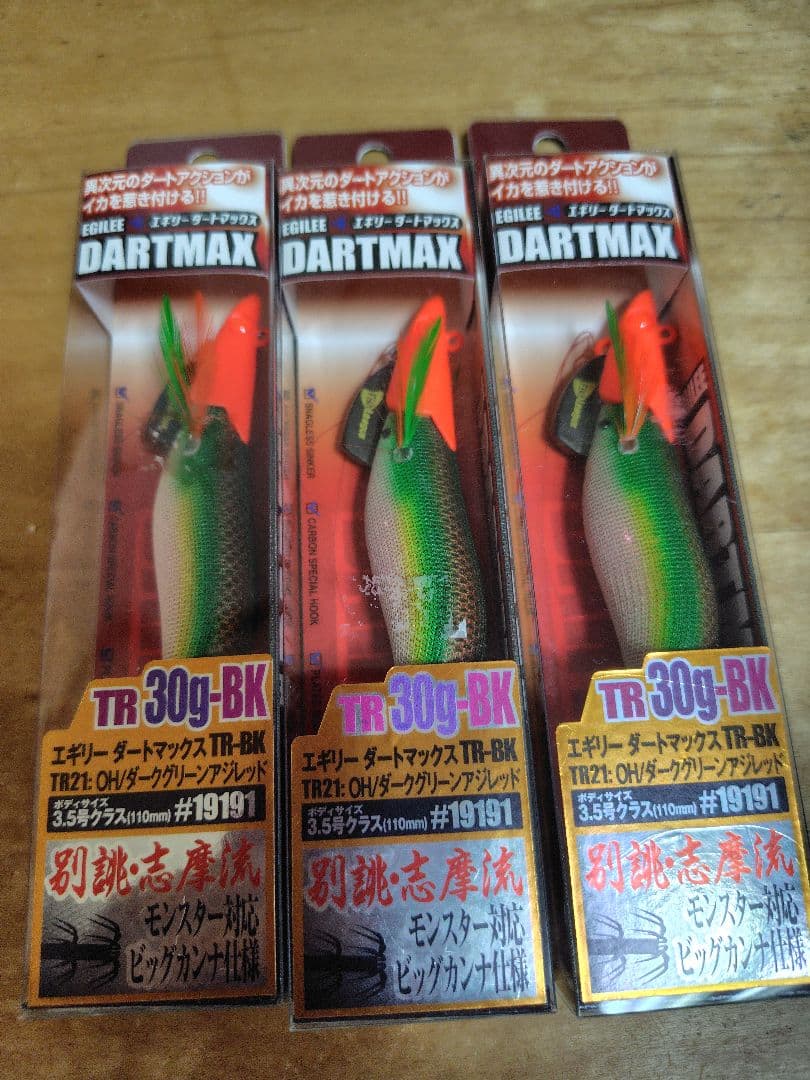 異次元のダートアクションが
イカを惹き付ける!!
EGILEE エギリー ダートマックス
DARTMAX
SNAGLESS SINKER
TR 30g-BK
エギリー ダートマックス TR-BK
TR21: OH/ダークグリーンアジレッド
ボディサイズ
3.5号クラス(110mm) #19191
別誂・志摩流
モンスター対応
ビッグカンナ仕様
異次元のダートアクションが
イカを惹き付ける!!
EGILEE エギリー ダートマックス
DARTMAX
SNAGLESS SINKER
CARBON SPECIAL HOOK
TR 30g-BK
エギリー ダートマックス TR-BK
TR21: OH/ダークグリーンアジレッド
ボディサイズ
3.5号クラス(110mm) #19191
別誂・志摩流
モンスター対応
ビッグカンナ仕様
異次元のダートアクションが
イカを惹き付ける!!
EGILEE エギリー ダートマックス
DARTMAX
TR 30g-BK
エギリー ダートマックス TR-BK
TR21: OH/ダークグリーンアジレッド
ボディサイズ
3.5号クラス(110mm) #19191
別誂・志摩流
モンスター対応
ビッグカンナ仕様